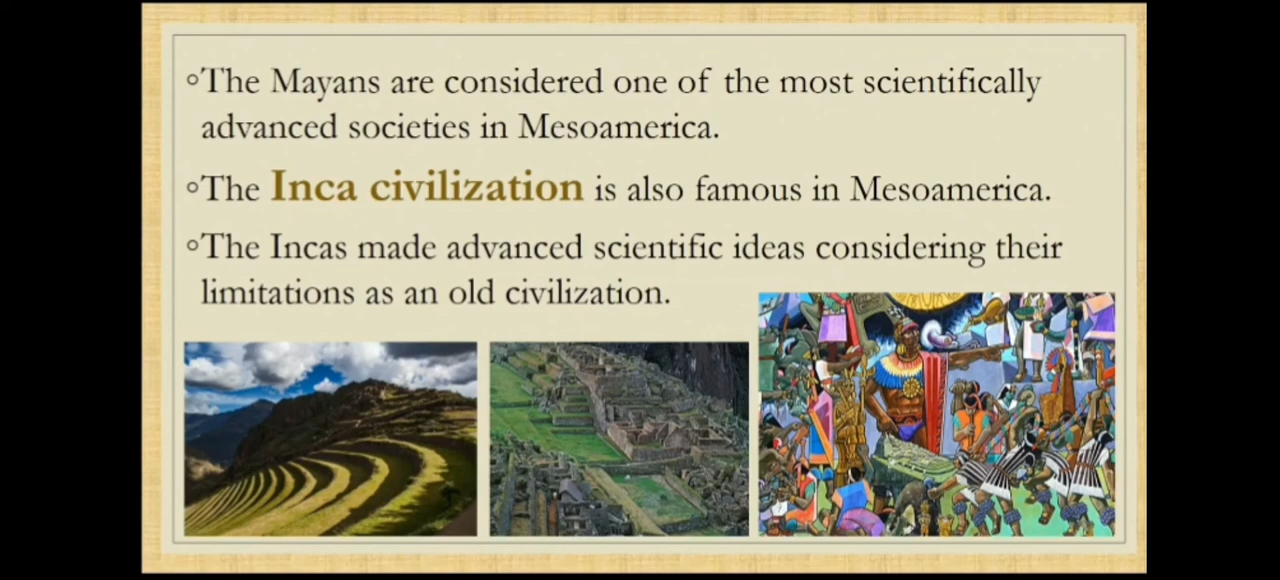 ◦The Mayans are considered one of the most scientifically
advanced societies in Mesoamerica.
◦The Inca civilization is also famous in Mesoamerica.
◦The Incas made advanced scientific ideas considering their
limitations as an old civilization.